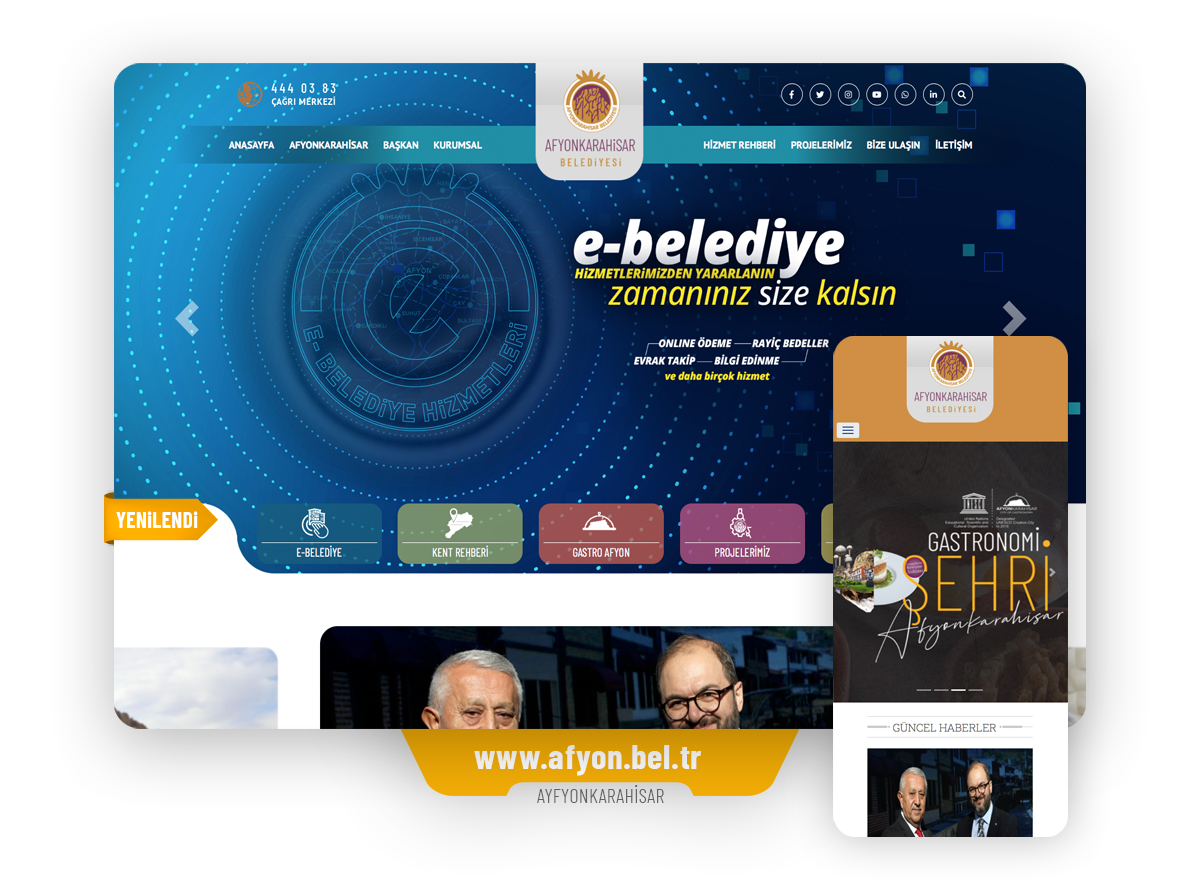 444 03 83
ÇAĞRI MERKEZİ
ANASAYFA AFYONKARAHİSAR BAŞKAN KURUMSAL
AFYONKARAHİSAR
BELEDİYESİ
HİZMET REHBERİ PROJELERİMİZ BİZE ULAŞIN İLETİŞİM
AFYON
E- BELEDİYE HİZMETLERİ
e-belediye
HİZMETLERİMİZDEN YARARLANIN
zamanınız size kalsın
ONLINE ÖDEME RAYİÇ BEDELLER
EVRAK TAKİP BİLGİ EDİNME
ve daha birçok hizmet
YENİLENDİ
E-BELEDİYE
KENT REHBERİ
GASTRO AFYON
PROJELERİMİZ
AFYONKARAHİSAR
BELEDİYESİ
GASTRONOMİ
ŞEHRİ
Afyonkarahisar
GÜNCEL HABERLER
www.afyon.bel.tr
AYFYONKARAHİSAR